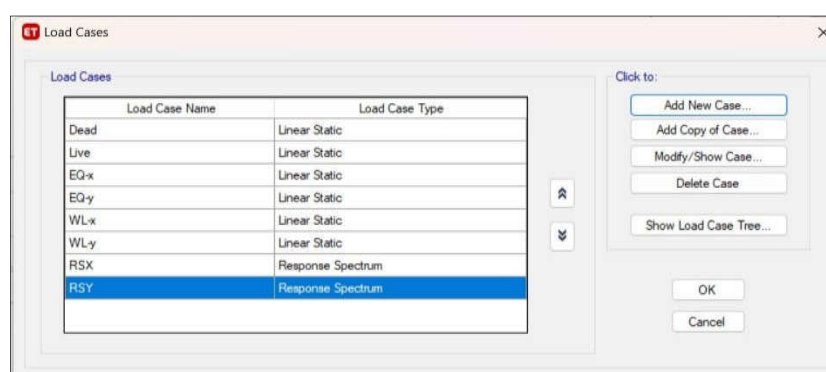 ET Load Cases
Load Cases
Load Case Name Load Case Type
Dead Linear Static
Live Linear Static
EQ-x Linear Static
EQ-y Linear Static
WL-x Linear Static
WL-y Linear Static
RSX Response Spectrum
RSY Response Spectrum
Click to:
Add New Case...
Add Copy of Case...
Modify/Show Case...
Delete Case
Show Load Case Tree...
OK
Cancel